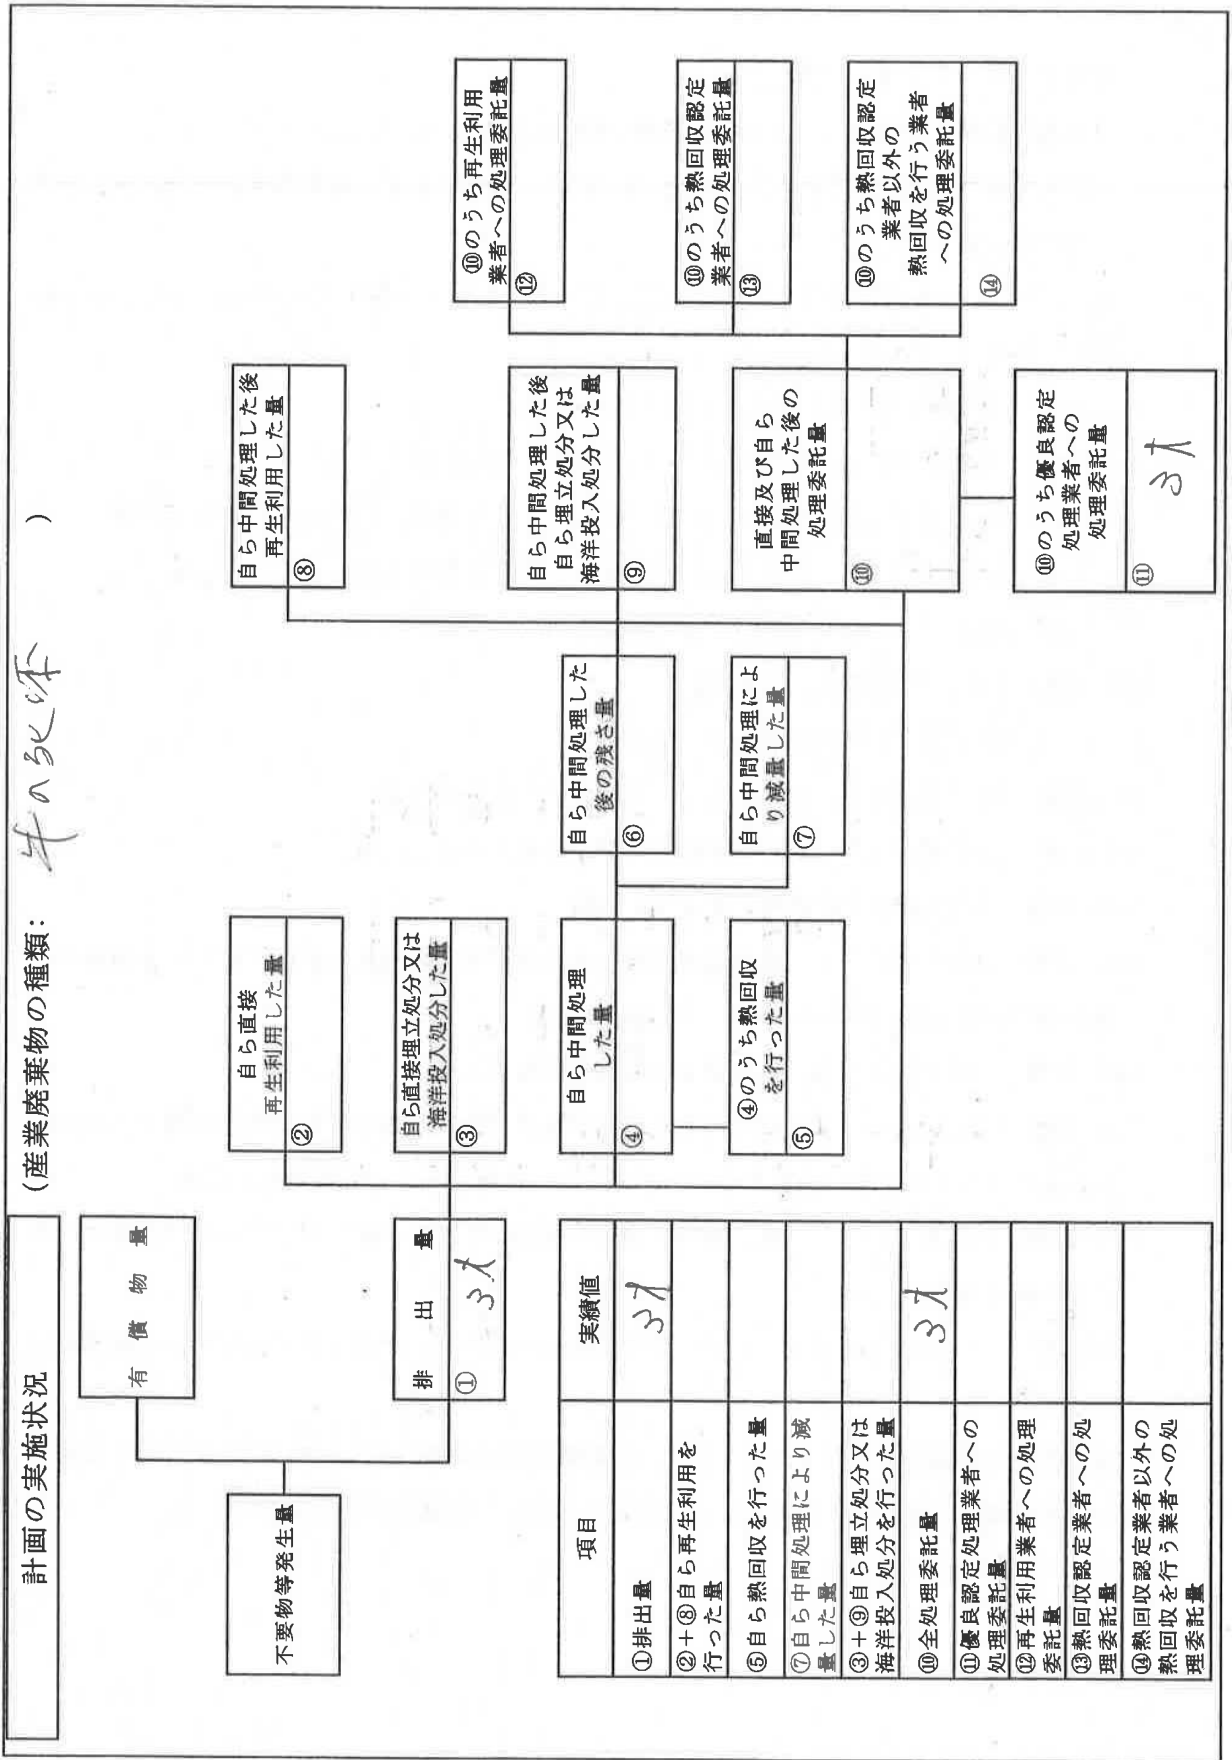 計画の実施状況
(産業廃棄物の種類: 牛の死体 )
不要物等発生量
有償物量
排出量
①
3大
自ら直接
再生利用した量
②
自ら直接埋立処分又は
海洋投入処分した量
③
自ら中間処理
した量
④
④のうち熱回収
を行った量
⑤
自ら中間処理した
後の残さ量
⑥
自ら中間処理によ
り減量した量
⑦
自ら中間処理した後
再生利用した量
⑧
自ら中間処理した後
自ら埋立処分又は
海洋投入処分した量
⑨
直接及び自ら
中間処理した後の
処理委託量
⑩
⑩のうち優良認定
処理業者への
処理委託量
⑪
⑩のうち再生利用
業者への処理委託量
⑫
⑩のうち熱回収認定
業者への処理委託量
⑬
⑩のうち熱回収認定
業者以外の
熱回収を行う業者
への処理委託量
⑭
項目
実績値
①排出量
②+⑧自ら再生利用を
行った量
⑤自ら熱回収を行った量
⑦自ら中間処理により減
量した量
③+⑨自ら埋立処分又は
海洋投入処分を行った量
⑩全処理委託量
⑪優良認定処理業者への
処理委託量
⑫再生利用業者への処理
委託量
⑬熱回収認定業者への処
理委託量
⑭熱回収認定業者以外の
熱回収を行う業者への処
理委託量